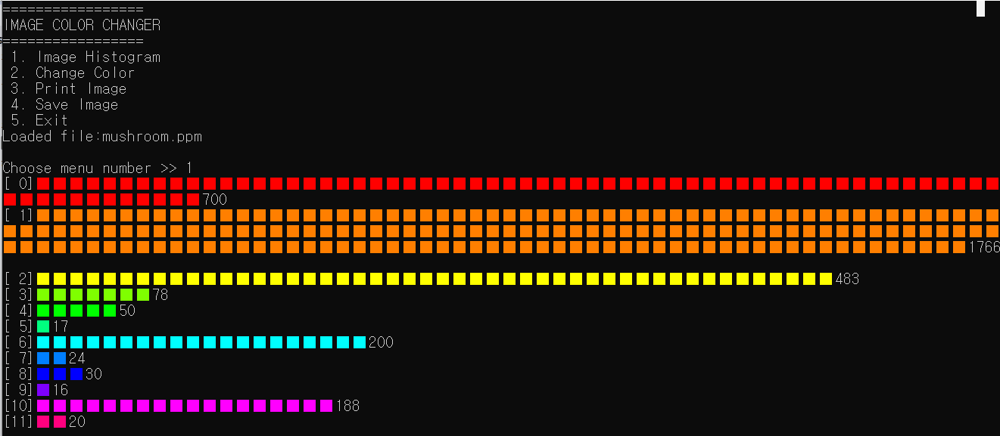 =================
IMAGE COLOR CHANGER
=================
1. Image Histogram
2. Change Color
3. Print Image
4. Save Image
5. Exit
Loaded file:mushroom.ppm
Choose menu number >> 1
[ 0]
700
[ 1]
1766
[ 2] 483
[ 3] 78
[ 4] 50
[ 5] 17
[ 6] 200
[ 7] 24
[ 8] 30
[ 9] 16
[10] 188
[11] 20